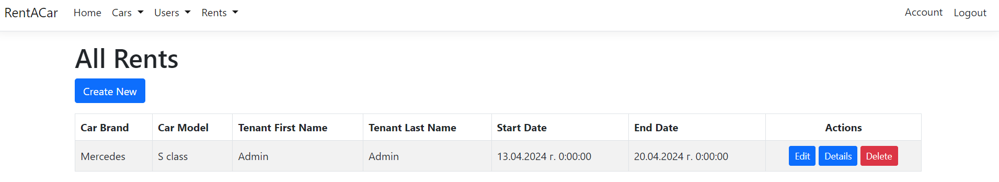 RentACar Home Cars Users Rents Account Logout
All Rents
Create New
Car Brand Car Model Tenant First Name Tenant Last Name Start Date End Date Actions
Mercedes S class Admin Admin 13.04.2024 г. 0:00:00 20.04.2024 г. 0:00:00 Edit Details Delete